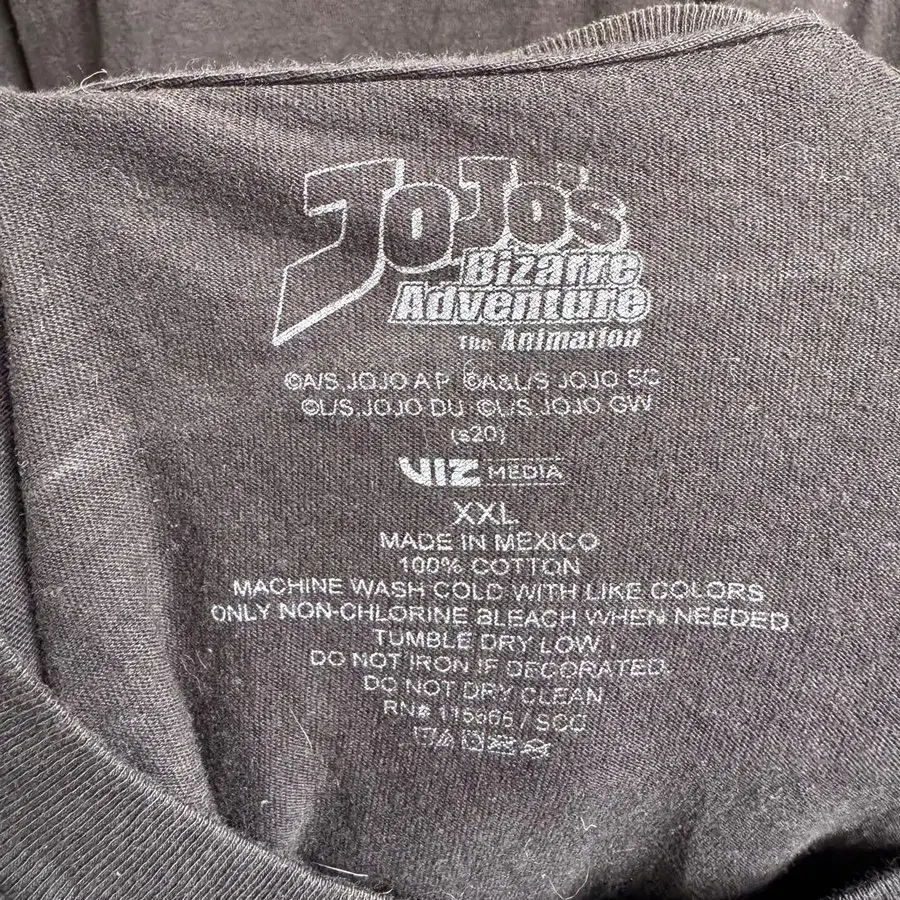 JoJo's
Bizarre
Adventure
The Animation
©A/S,JOJO A.P ©A&L/S JOJO SC
©L/S,JOJO DU ©L/S,JOJO GW
(s20)
VIZ MEDIA
XXL
MADE IN MEXICO
100% COTTON
MACHINE WASH COLD WITH LIKE COLORS
ONLY NON-CHLORINE BLEACH WHEN NEEDED.
TUMBLE DRY LOW
DO NOT IRON IF DECORATED.
DO NOT DRY CLEAN
RN# / SCG